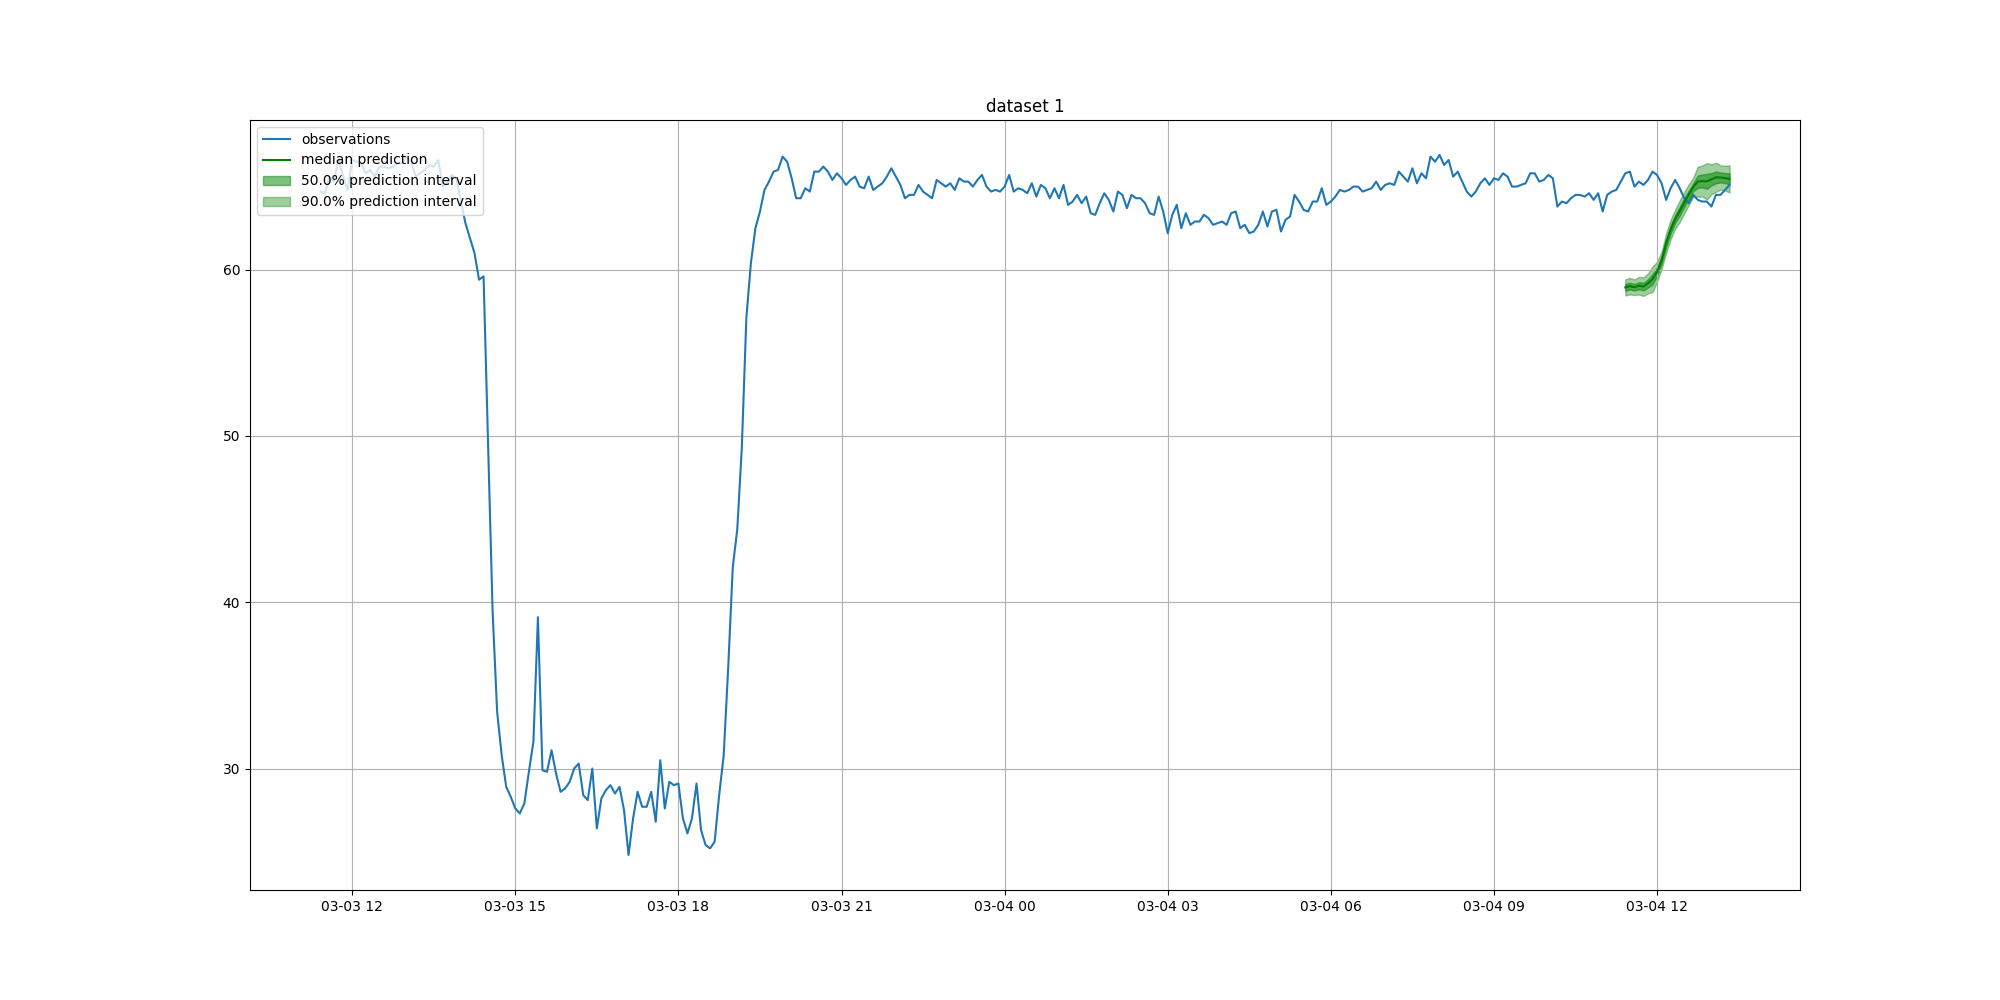 dataset 1
observations
median prediction
50.0% prediction interval
90.0% prediction interval
60
50
40
30
03-03 12
03-03 15
03-03 18
03-03 21
03-04 00
03-04 03
03-04 06
03-04 09
03-04 12